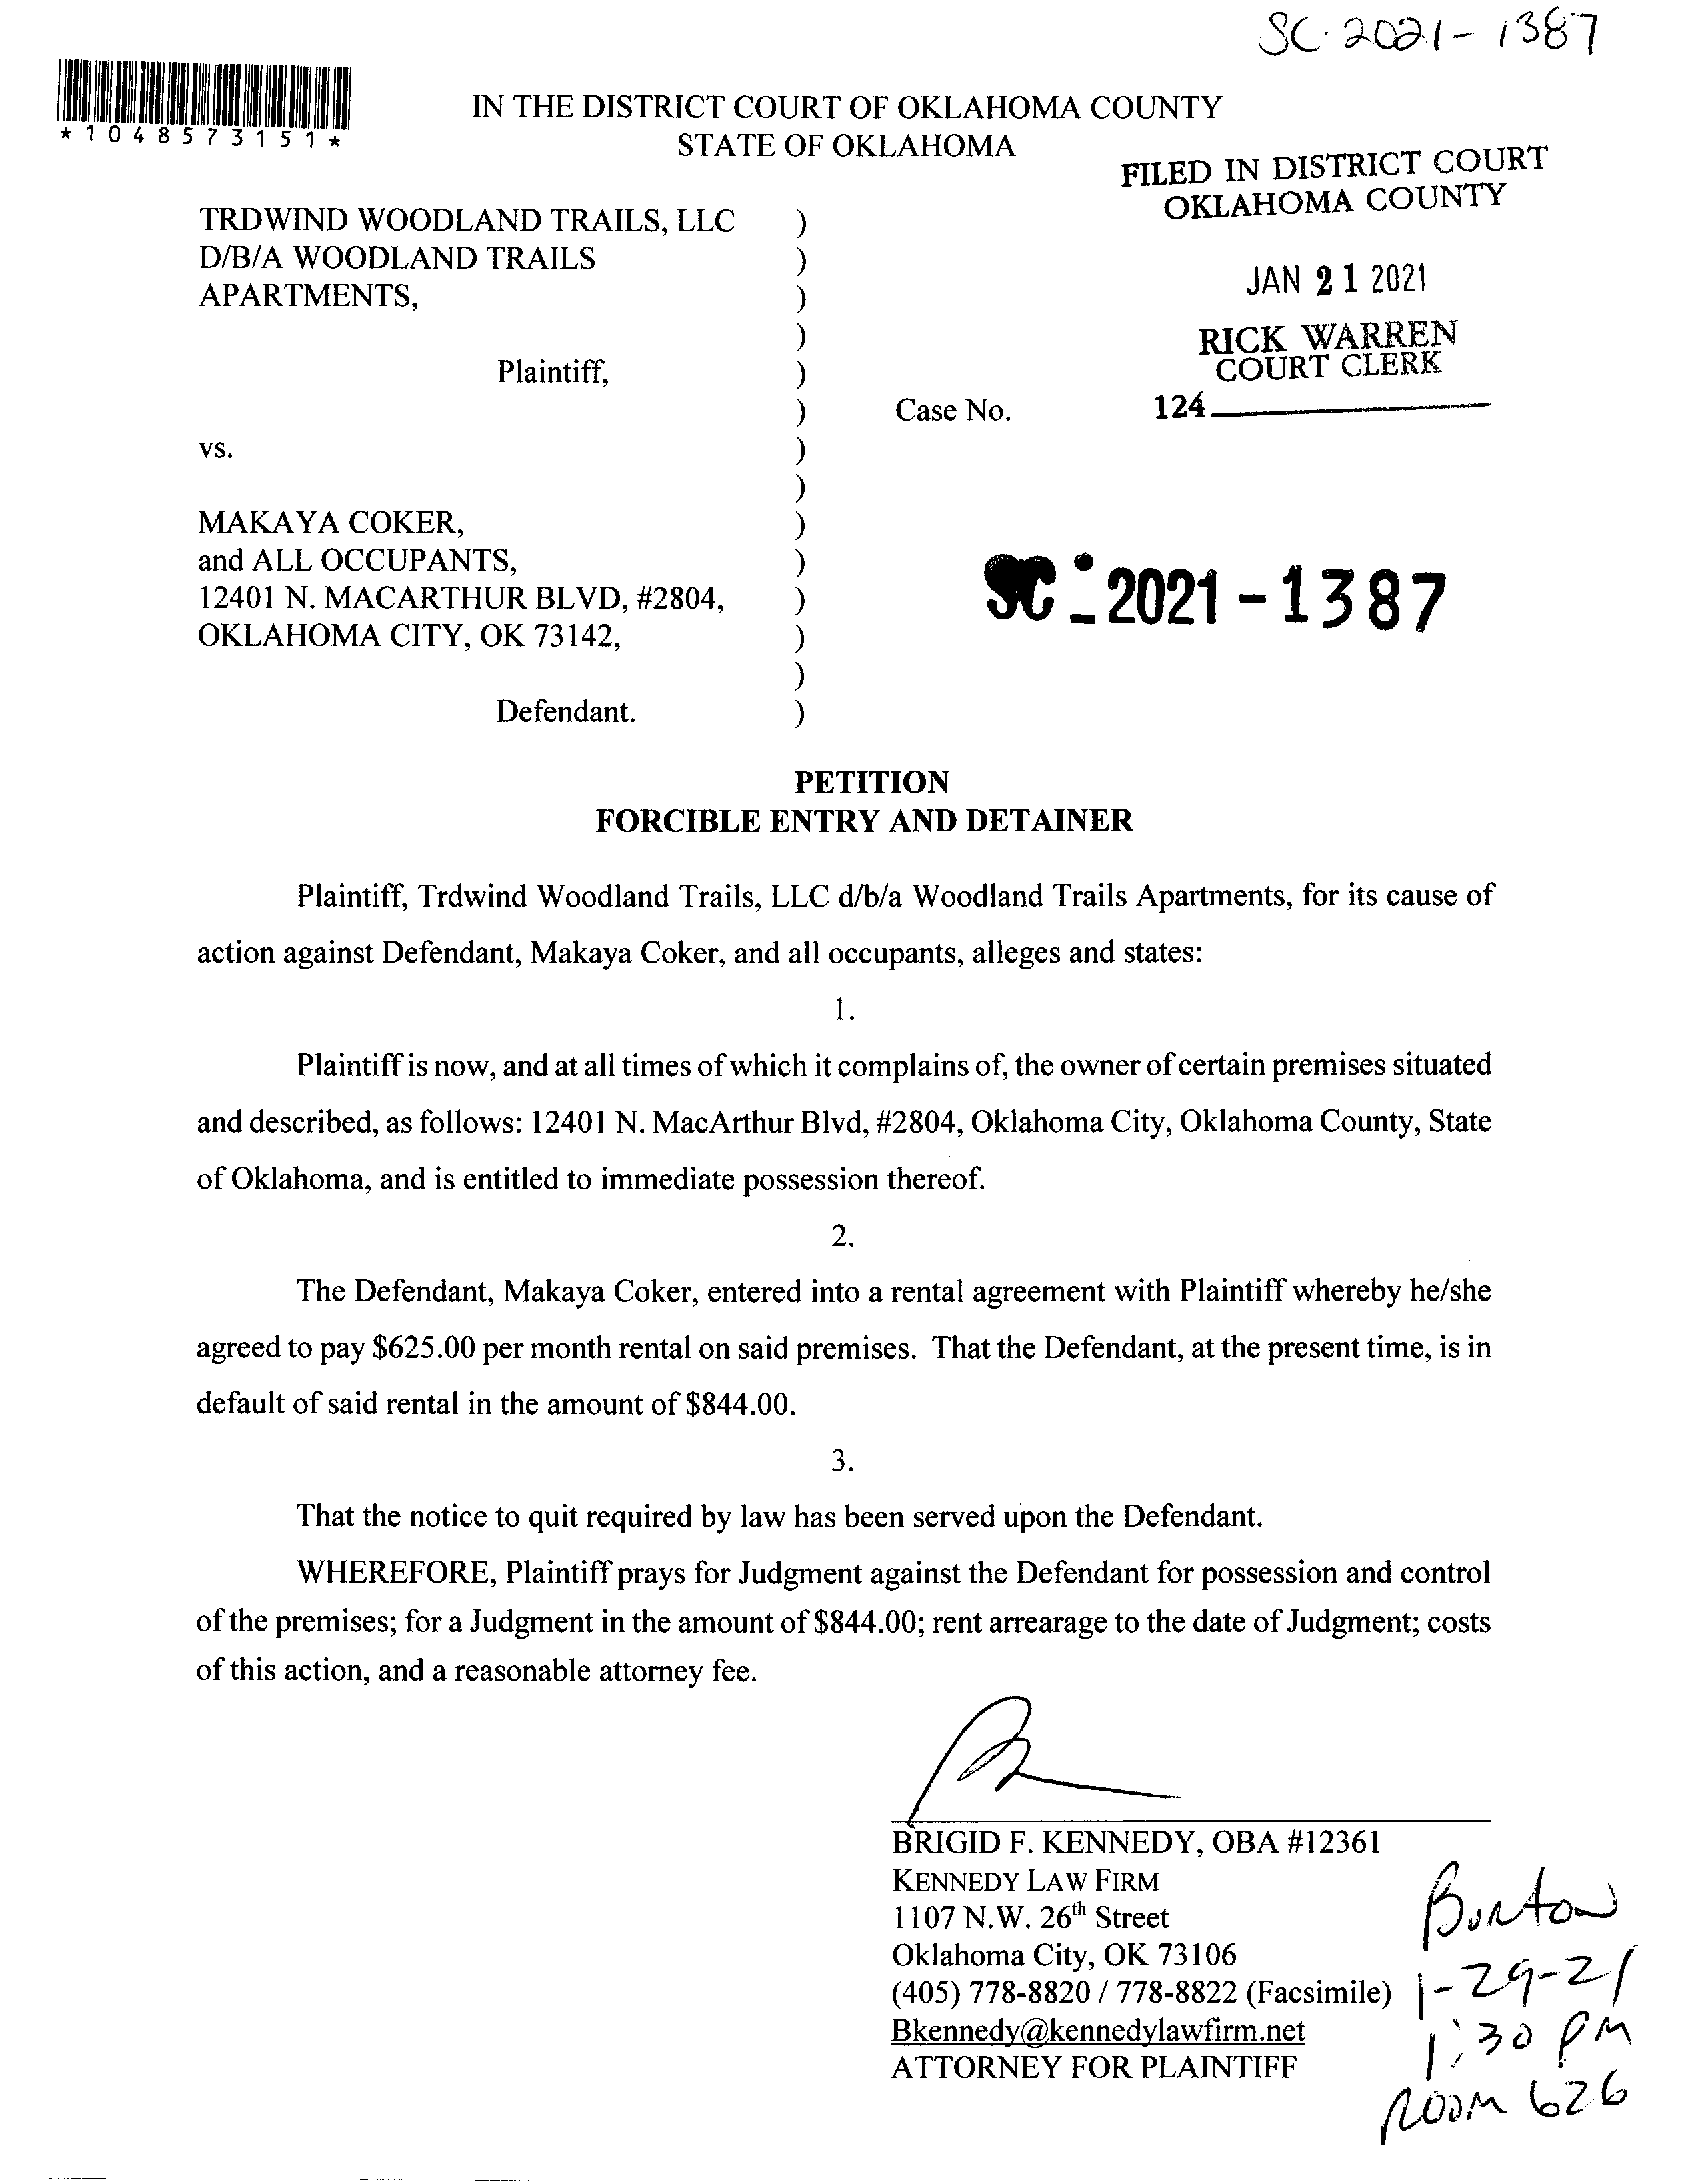 SC-2021-1387
*1048573151*
IN THE DISTRICT COURT OF OKLAHOMA COUNTY
STATE OF OKLAHOMA
FILED IN DISTRICT COURT
OKLAHOMA COUNTY
JAN 21 2021
RICK WARREN
COURT CLERK
124
TRDWIND WOODLAND TRAILS, LLC )
D/B/A WOODLAND TRAILS )
APARTMENTS, )
)
Plaintiff, )
) Case No.
vs. )
)
MAKAYA COKER, )
and ALL OCCUPANTS, )
12401 N. MACARTHUR BLVD, #2804, )
OKLAHOMA CITY, OK 73142, )
)
Defendant. )
SC-2021-1387
PETITION
FORCIBLE ENTRY AND DETAINER
Plaintiff, Trdwind Woodland Trails, LLC d/b/a Woodland Trails Apartments, for its cause of
action against Defendant, Makaya Coker, and all occupants, alleges and states:
1.
Plaintiff is now, and at all times of which it complains of, the owner of certain premises situated
and described, as follows: 12401 N. MacArthur Blvd, #2804, Oklahoma City, Oklahoma County, State
of Oklahoma, and is entitled to immediate possession thereof.
2.
The Defendant, Makaya Coker, entered into a rental agreement with Plaintiff whereby he/she
agreed to pay $625.00 per month rental on said premises. That the Defendant, at the present time, is in
default of said rental in the amount of $844.00.
3.
That the notice to quit required by law has been served upon the Defendant.
WHEREFORE, Plaintiff prays for Judgment against the Defendant for possession and control
of the premises; for a Judgment in the amount of $844.00; rent arrearage to the date of Judgment; costs
of this action, and a reasonable attorney fee.
BRIGID F. KENNEDY, OBA #12361
KENNEDY LAW FIRM
1107 N.W. 26th Street
Oklahoma City, OK 73106
(405) 778-8820 / 778-8822 (Facsimile)
Bkennedy@kennedylawfirm.net
ATTORNEY FOR PLAINTIFF
Burton
1-29-21
1:30 PM
ROOM 626